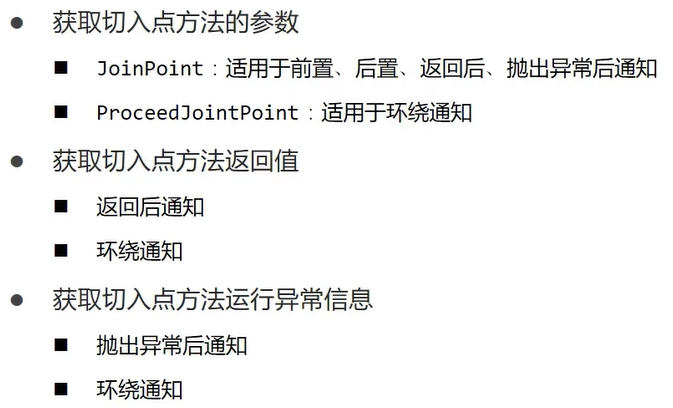 ● 获取切入点方法的参数
■ JoinPoint：适用于前置、后置、返回后、抛出异常后通知
■ ProceedJointPoint：适用于环绕通知
● 获取切入点方法返回值
■ 返回后通知
■ 环绕通知
● 获取切入点方法运行异常信息
■ 抛出异常后通知
■ 环绕通知